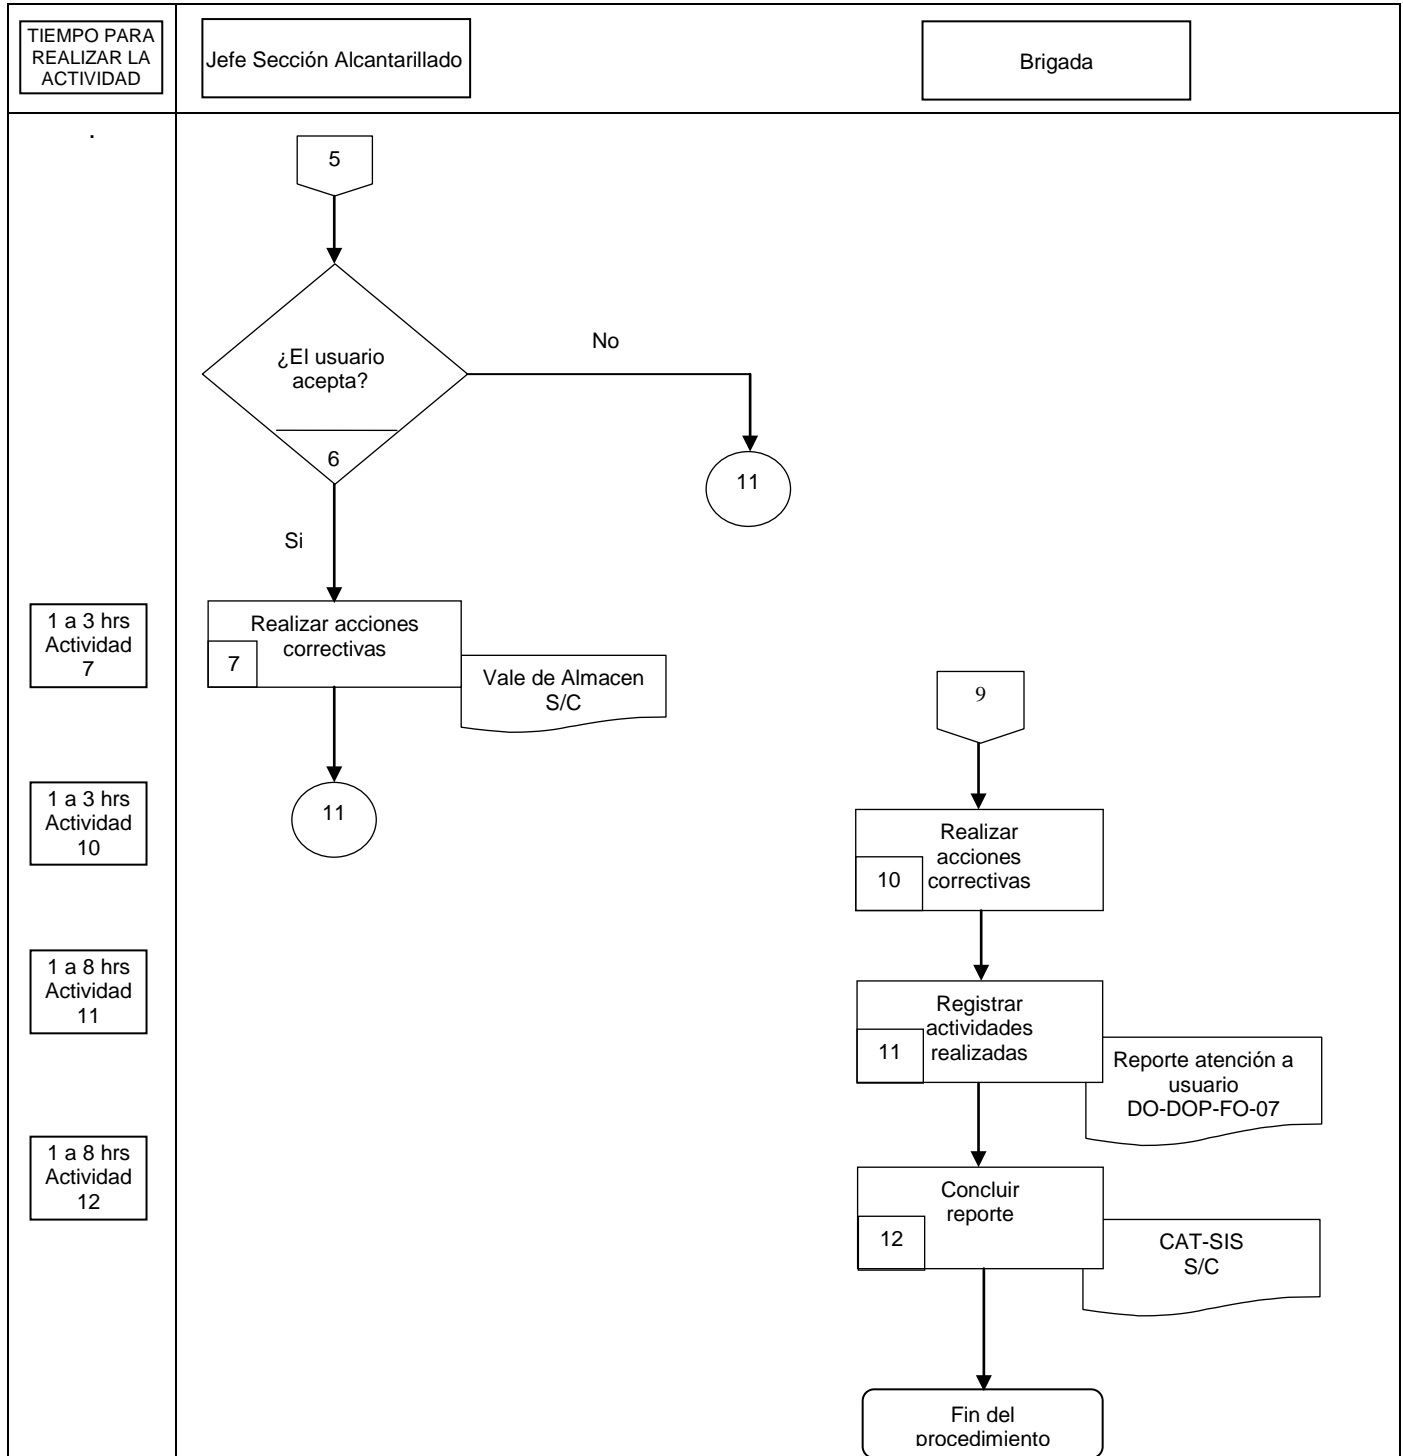 TIEMPO PARA
REALIZAR LA
ACTIVIDAD
Jefe Sección Alcantarillado
Brigada
.
5
¿El usuario
acepta?
6
No
11
Si
1 a 3 hrs
Actividad
7
Realizar acciones
correctivas
7
Vale de Almacen
S/C
9
1 a 3 hrs
Actividad
10
11
Realizar
acciones
correctivas
10
1 a 8 hrs
Actividad
11
Registrar
actividades
realizadas
11
Reporte atención a
usuario
DO-DOP-FO-07
1 a 8 hrs
Actividad
12
Concluir
reporte
12
CAT-SIS
S/C
Fin del
procedimiento